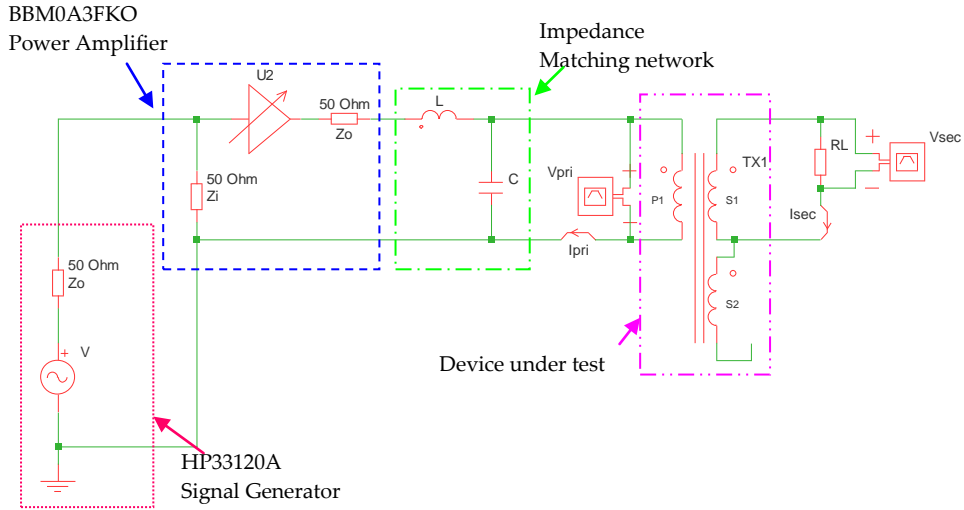 BBM0A3FKO
Power Amplifier
Impedance
Matching network
U2
50 Ohm
Zo
L
50 Ohm
Zi
C
Vpri
Ipri
P1
TX1
S1
S2
RL
Vsec
Isec
50 Ohm
Zo
V
Device under test
HP33120A
Signal Generator